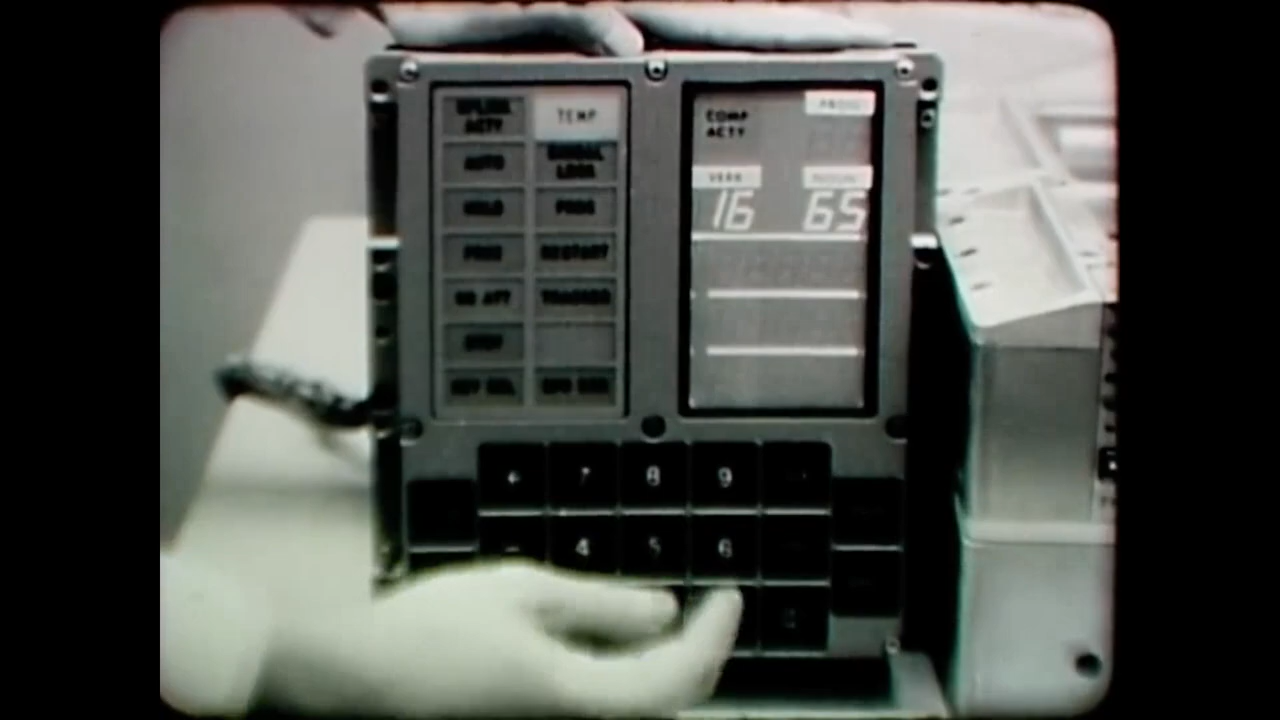 UPLINK TEMP
ACTY
AUTO GIMBAL
LOCK
HOLD PROG
FREE RESTART
NO ATT TRACKER
STBY
KEY REL OPR ERR
COMP PROG
ACTY
VERB NOUN
16 65
+ 7 8 9
- 4 5 6